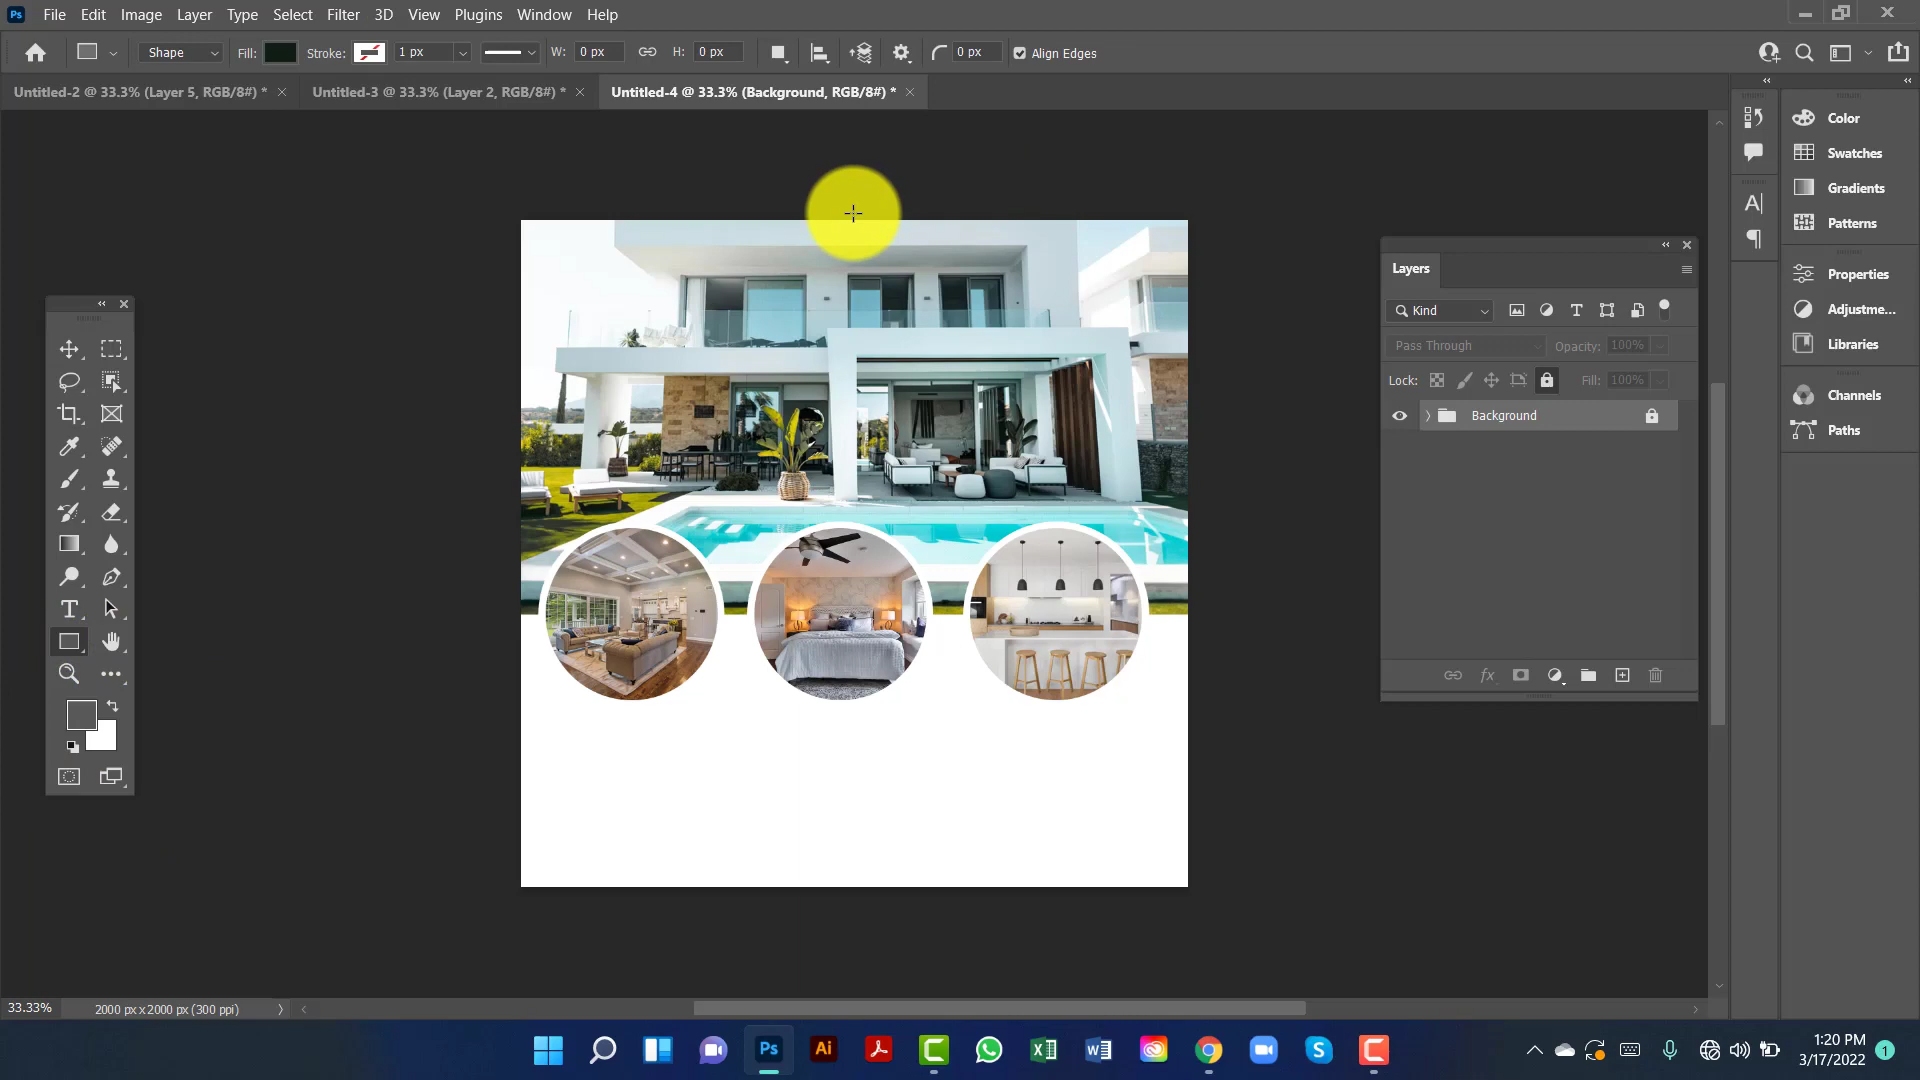 Ps File Edit Image Layer Type Select Filter 3D View Plugins Window Help
Shape Fill: Stroke: 1 px W: 0 px H: 0 px 0 px Align Edges
Untitled-2 @ 33.3% (Layer 5, RGB/8#) * Untitled-3 @ 33.3% (Layer 2, RGB/8#) * Untitled-4 @ 33.3% (Background, RGB/8#) *
Color
Swatches
Gradients
Patterns
Properties
Adjustme...
Libraries
Channels
Paths
Layers
Kind
Pass Through Opacity: 100%
Lock: Fill: 100%
Background
33.33% 2000 px x 2000 px (300 ppi)
Ps Ai
1:20 PM
3/17/2022 1